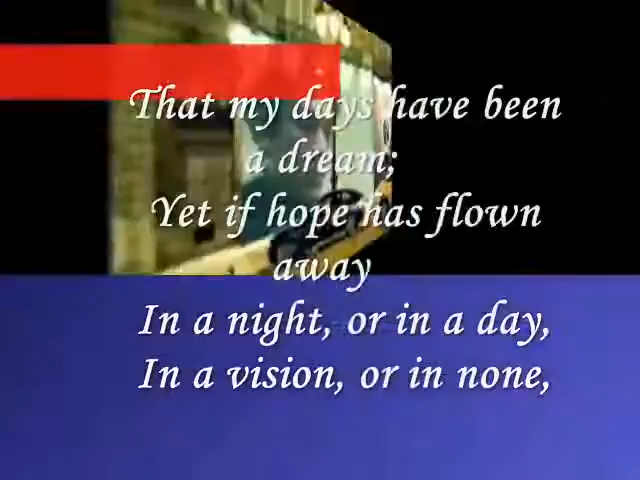 That my days have been
a dream;
Yet if hope has flown
away
In a night, or in a day,
In a vision, or in none,